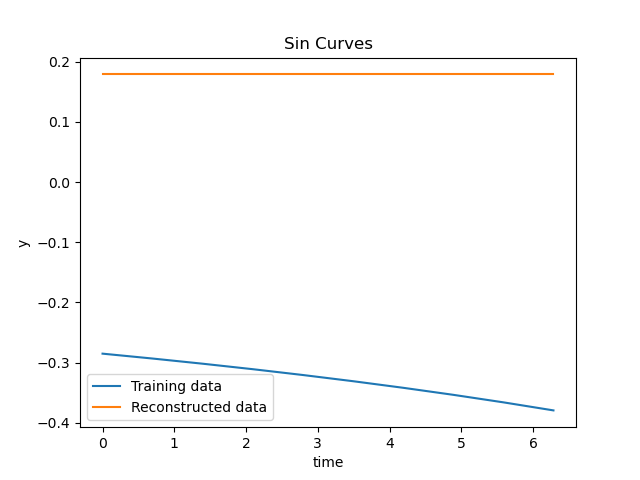 Sin Curves
0.2
0.1
0.0
−0.1
−0.2
−0.3
−0.4
y
Training data
Reconstructed data
0 1 2 3 4 5 6
time